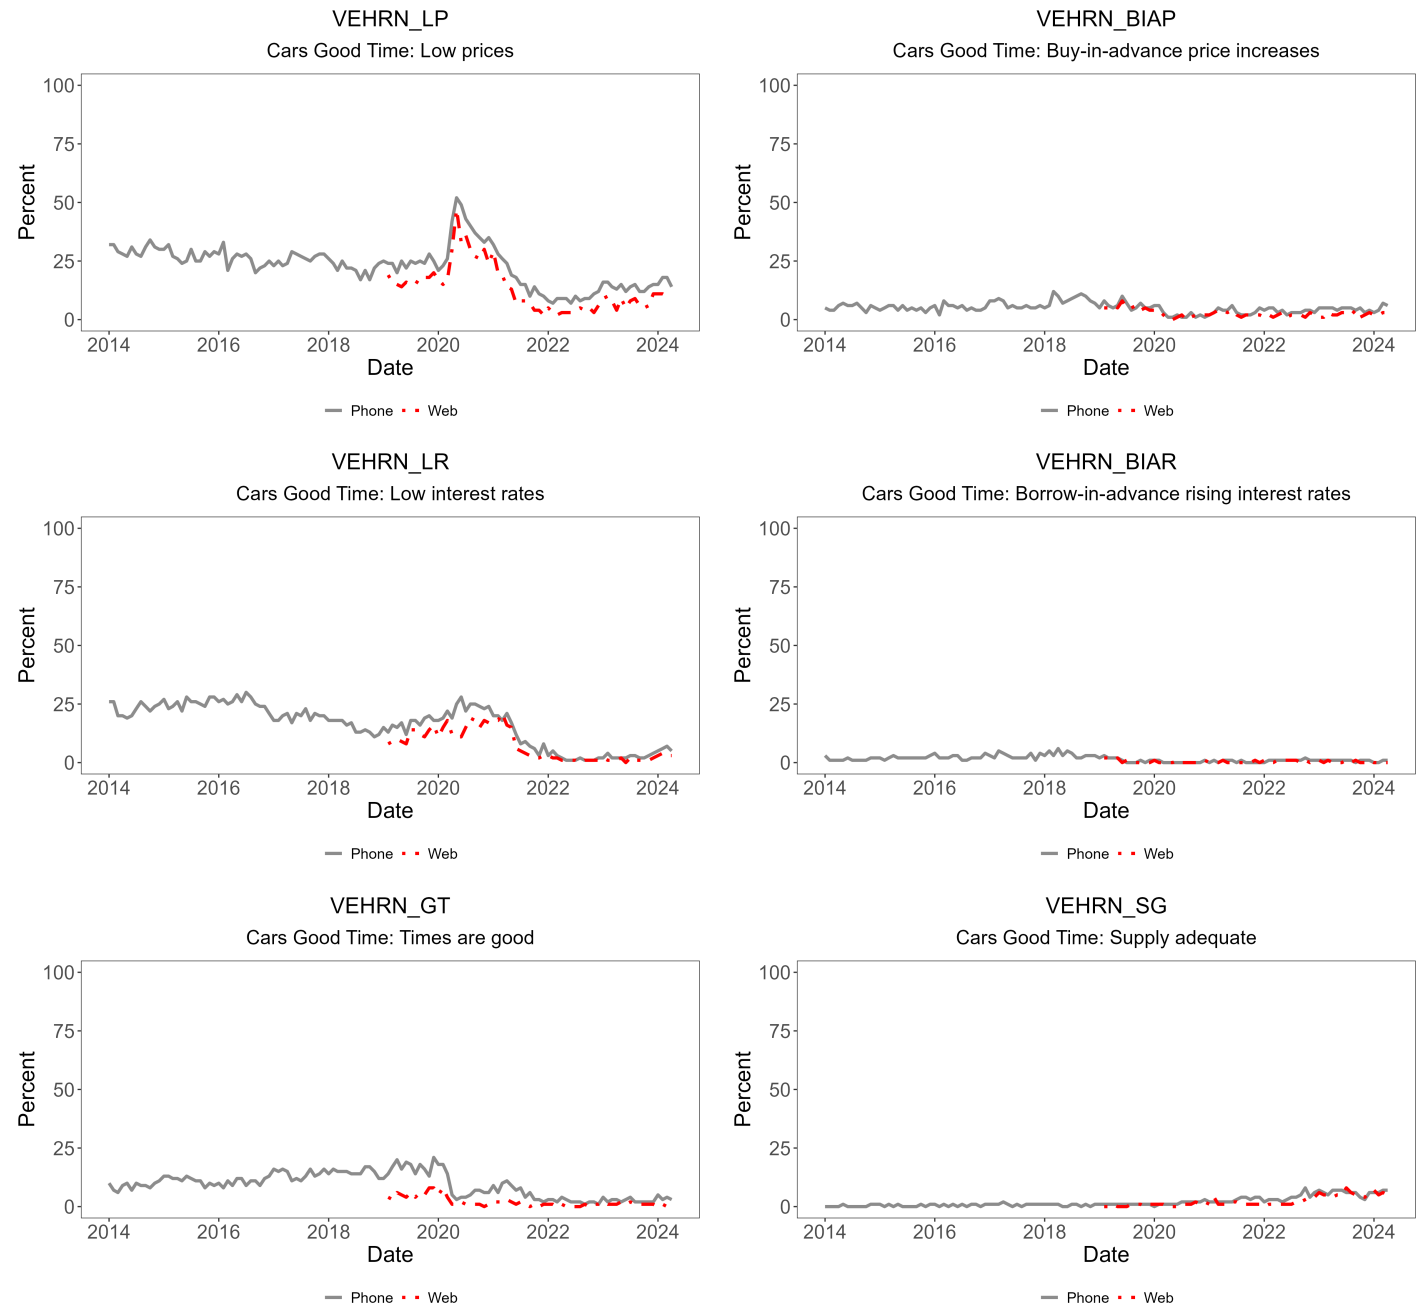 VEHRN_LP
Cars Good Time: Low prices
100
75
50
25
0
Percent
2014 2016 2018 2020 2022 2024
Date
Phone Web
VEHRN_BIAP
Cars Good Time: Buy-in-advance price increases
100
75
50
25
0
Percent
2014 2016 2018 2020 2022 2024
Date
Phone Web
VEHRN_LR
Cars Good Time: Low interest rates
100
75
50
25
0
Percent
2014 2016 2018 2020 2022 2024
Date
Phone Web
VEHRN_BIAR
Cars Good Time: Borrow-in-advance rising interest rates
100
75
50
25
0
Percent
2014 2016 2018 2020 2022 2024
Date
Phone Web
VEHRN_GT
Cars Good Time: Times are good
100
75
50
25
0
Percent
2014 2016 2018 2020 2022 2024
Date
Phone Web
VEHRN_SG
Cars Good Time: Supply adequate
100
75
50
25
0
Percent
2014 2016 2018 2020 2022 2024
Date
Phone Web